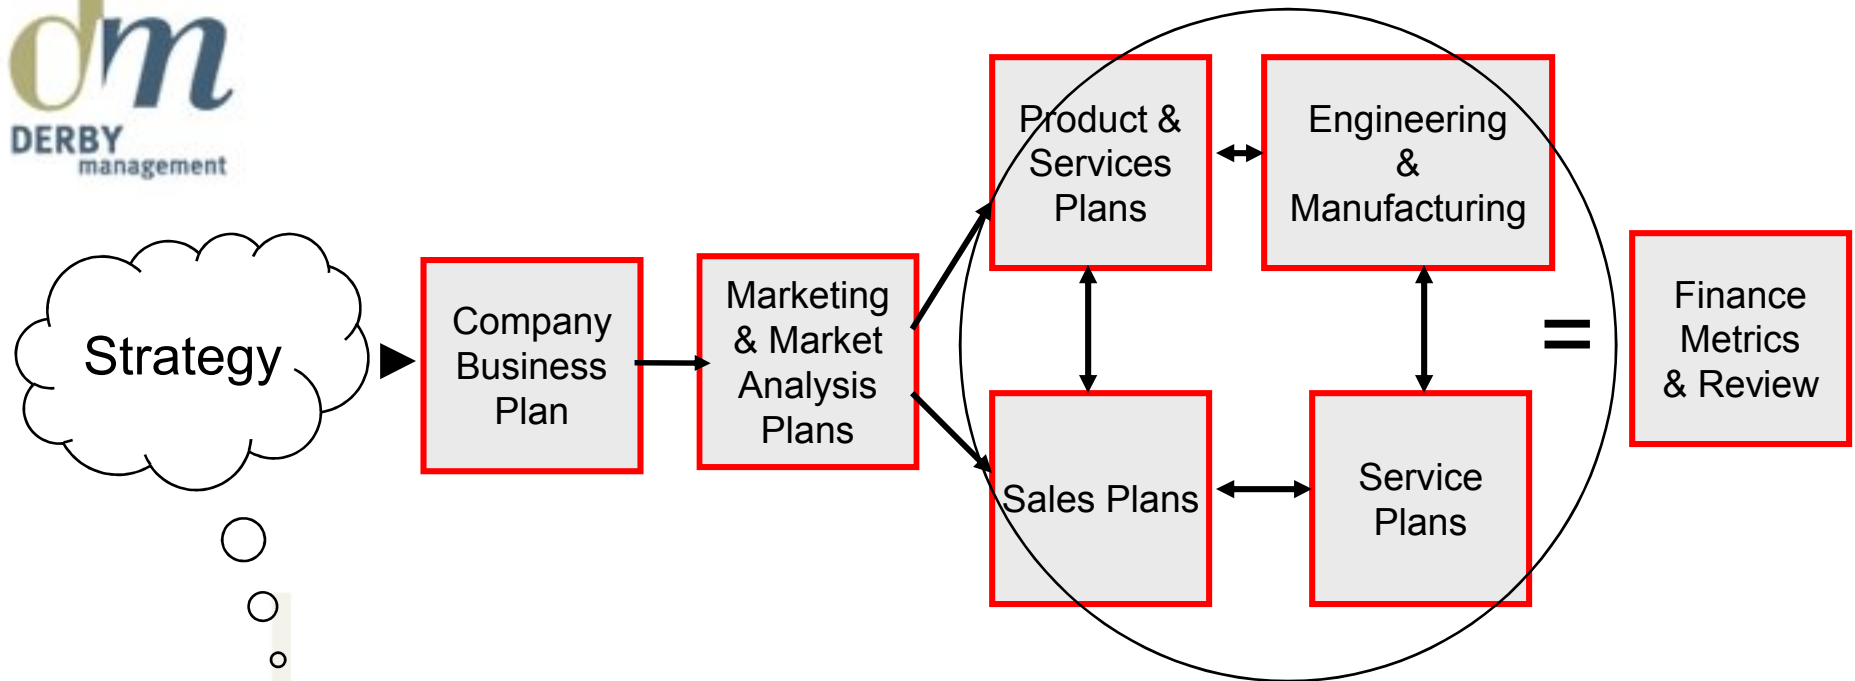 dm
DERBY
management
Strategy
Company
Business
Plan
Marketing
& Market
Analysis
Plans
Product &
Services
Plans
Engineering
&
Manufacturing
Sales Plans
Service
Plans
=
Finance
Metrics
& Review